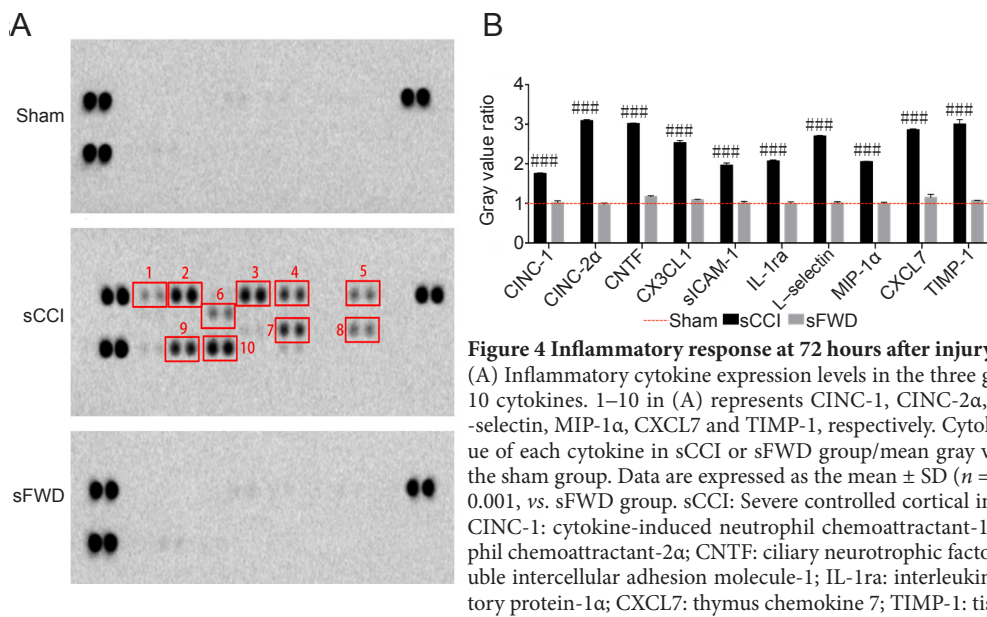 A
B
Sham
sCCI
sFWD
1
2
3
4
5
6
7
8
9
10
Gray value ratio
4
3
2
1
0
###
###
###
###
###
###
###
###
###
###
CINC-1
CINC-2α
CNTF
CX3CL1
sICAM-1
IL-1ra
L–selectin
MIP-1α
CXCL7
TIMP-1
Sham sCCI sFWD
Figure 4 Inflammatory response at 72 hours after injury
(A) Inflammatory cytokine expression levels in the three g
10 cytokines. 1–10 in (A) represents CINC-1, CINC-2α,
-selectin, MIP-1α, CXCL7 and TIMP-1, respectively. Cytok
ue of each cytokine in sCCI or sFWD group/mean gray v
the sham group. Data are expressed as the mean ± SD (n =
0.001, vs. sFWD group. sCCI: Severe controlled cortical in
CINC-1: cytokine-induced neutrophil chemoattractant-1
phil chemoattractant-2α; CNTF: ciliary neurotrophic facto
uble intercellular adhesion molecule-1; IL-1ra: interleukin
tory protein-1α; CXCL7: thymus chemokine 7; TIMP-1: tis